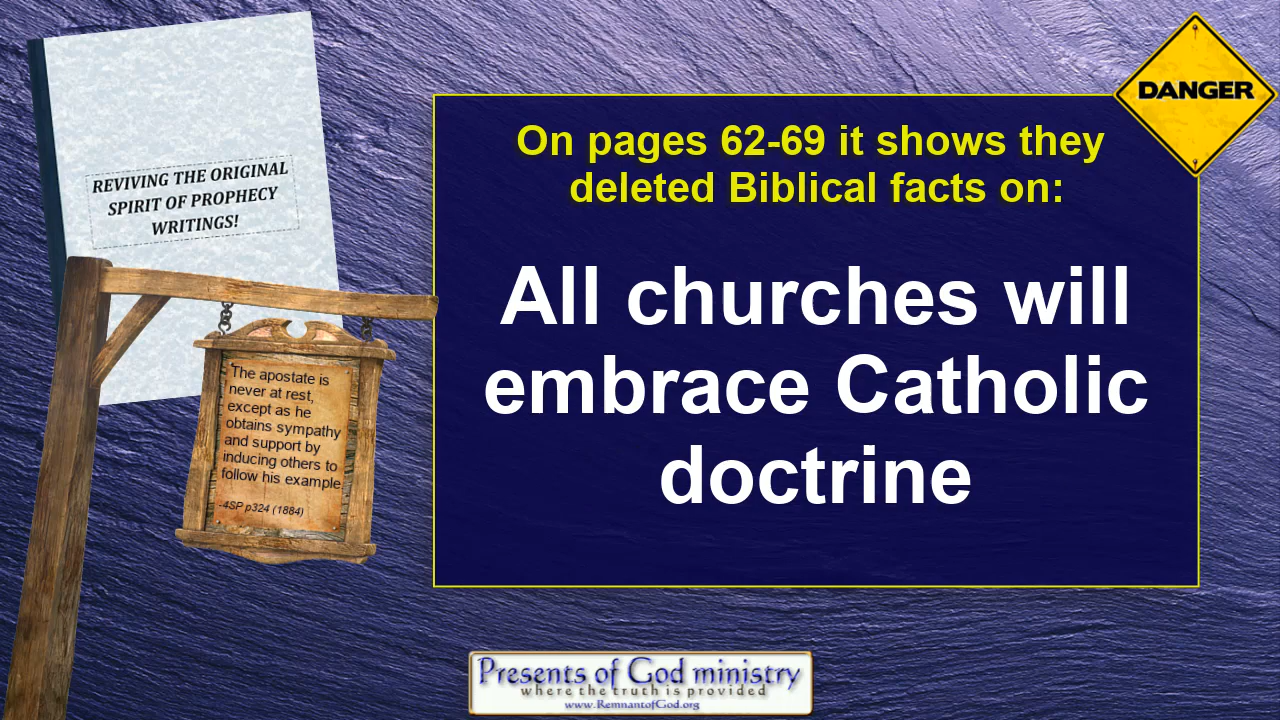 REVIVING THE ORIGINAL
SPIRIT OF PROPHECY
WRITINGS!
The apostate is
never at rest,
except as he
obtains sympathy
and support by
inducing others to
follow his example
-4SP p324 (1884)
DANGER
On pages 62-69 it shows they
deleted Biblical facts on:
All churches will
embrace Catholic
doctrine
Presents of God ministry
where the truth is provided
www.RemnantofGod.org